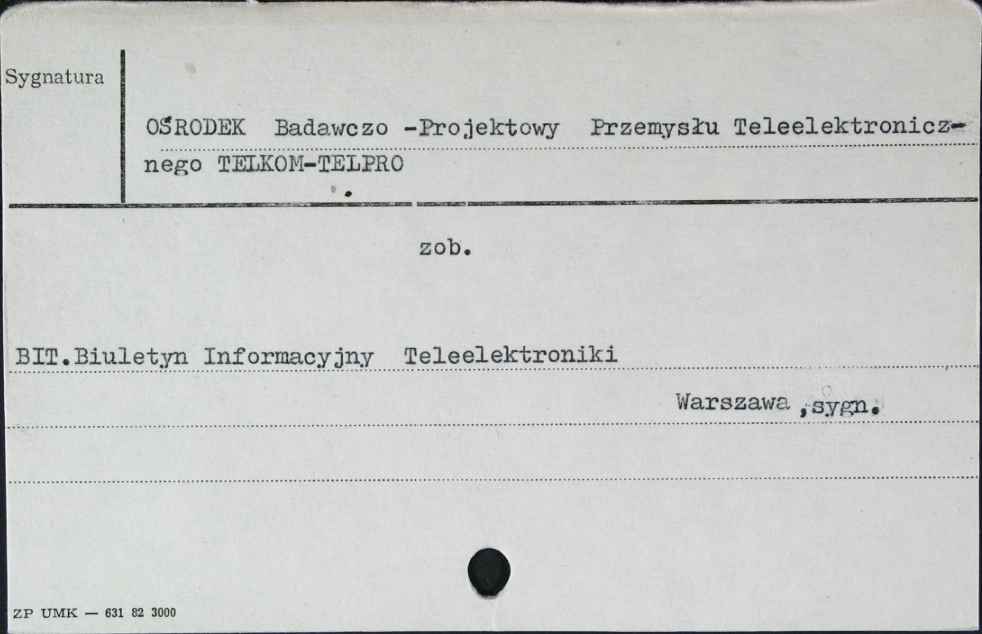 Sygnatura
OŚRODEK Badawczo -Projektowy Przemysłu Teleelektronicz-
nego TELKOM-TELPRO
zob.
BIT.Biuletyn Informacyjny Teleelektroniki
Warszawa ,sygn.
ZP UMK — 631 82 3000